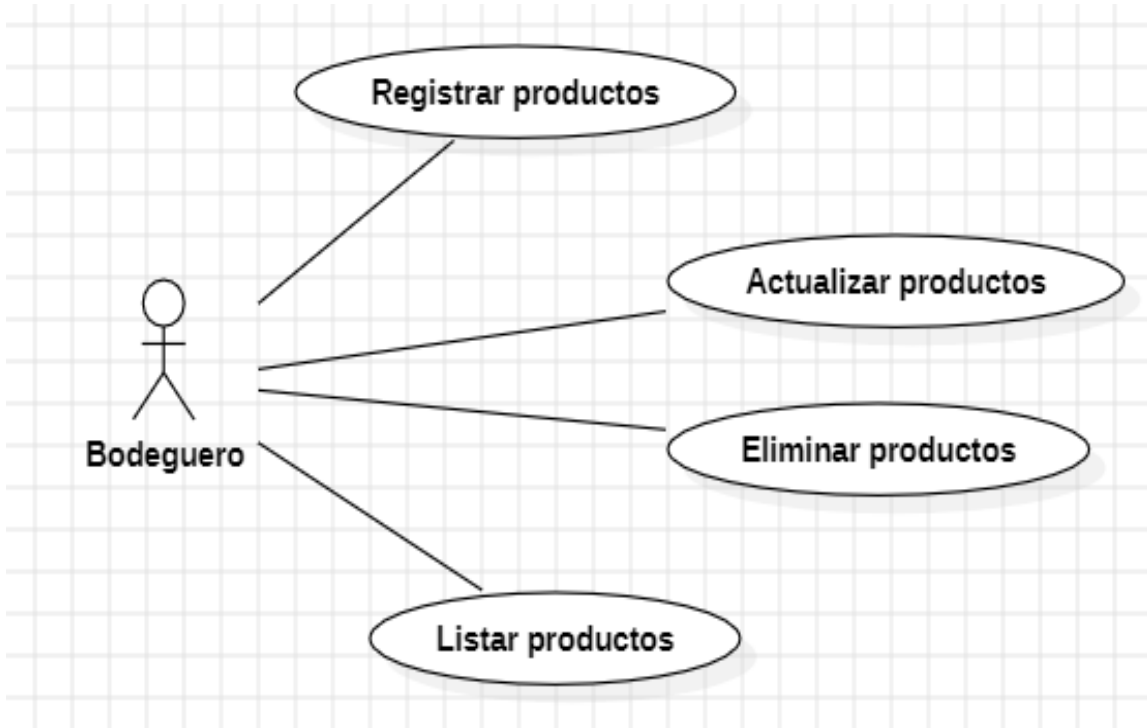 Registrar productos
Actualizar productos
Bodeguero
Eliminar productos
Listar productos